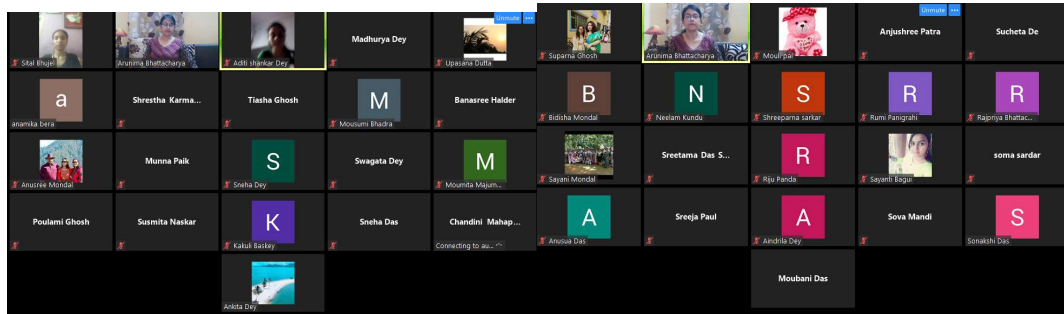 Unmute ...
Sital Bhujel
Arunima Bhattacharya
Aditi shankar Dey
Madhurya Dey
Upasana Dutta
a
anamika bera
Shrestha Karma...
Tiasha Ghosh
M
Mousumi Bhadra
Banasree Halder
Anusree Mondal
Munna Paik
S
Sneha Dey
Swagata Dey
M
Moumita Majum...
Poulami Ghosh
Susmita Naskar
K
Kakuli Baskey
Sneha Das
Chandini Mahap...
Connecting to au...
Ankita Dey
Unmute ...
Suparna Ghosh
Arunima Bhattacharya
Mouli pal
Anjushree Patra
Sucheta De
B
Bidisha Mondal
N
Neelam Kundu
S
Shreeparna sarkar
R
Rumi Panigrahi
R
Rajpriya Bhattac...
Sayani Mondal
Sreetama Das S...
R
Riju Panda
Sayanti Bagui
soma sardar
A
Anusua Das
Sreeja Paul
A
Aindrila Dey
Sova Mandi
S
Sonakshi Das
Moubani Das